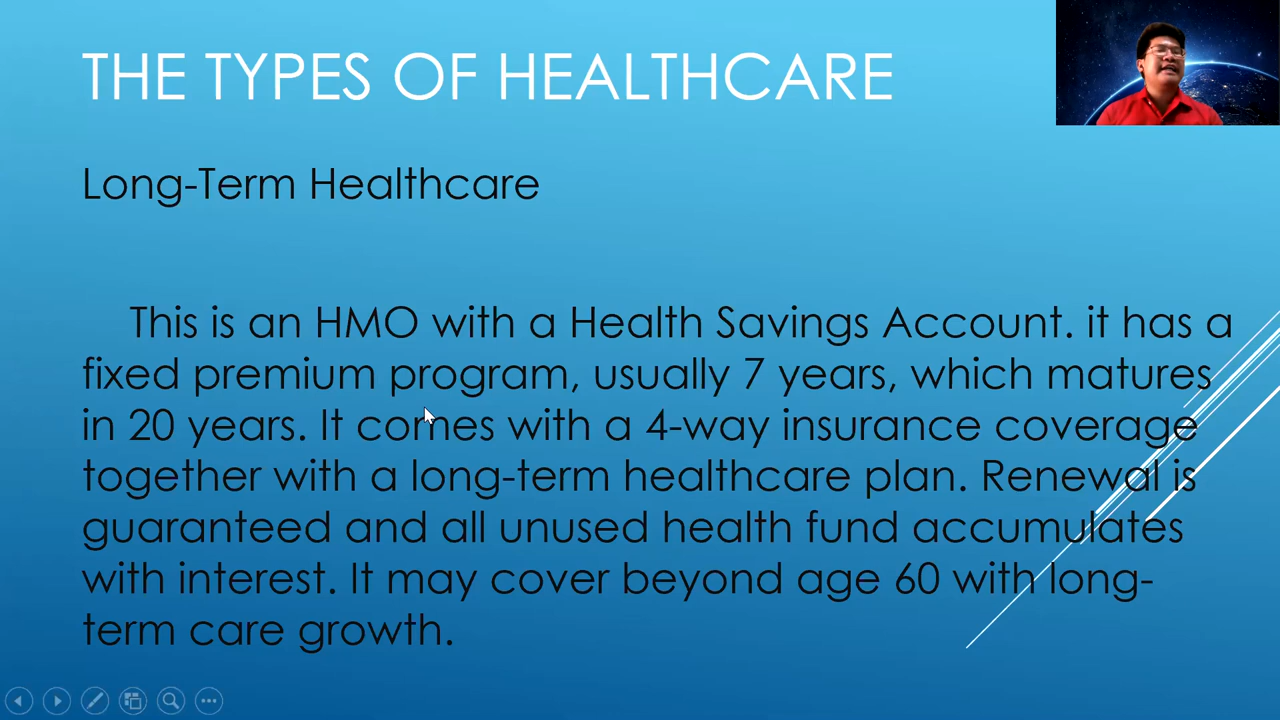 THE TYPES OF HEALTHCARE
Long-Term Healthcare
This is an HMO with a Health Savings Account. it has a
fixed premium program, usually 7 years, which matures
in 20 years. It comes with a 4-way insurance coverage
together with a long-term healthcare plan. Renewal is
guaranteed and all unused health fund accumulates
with interest. It may cover beyond age 60 with long-
term care growth.